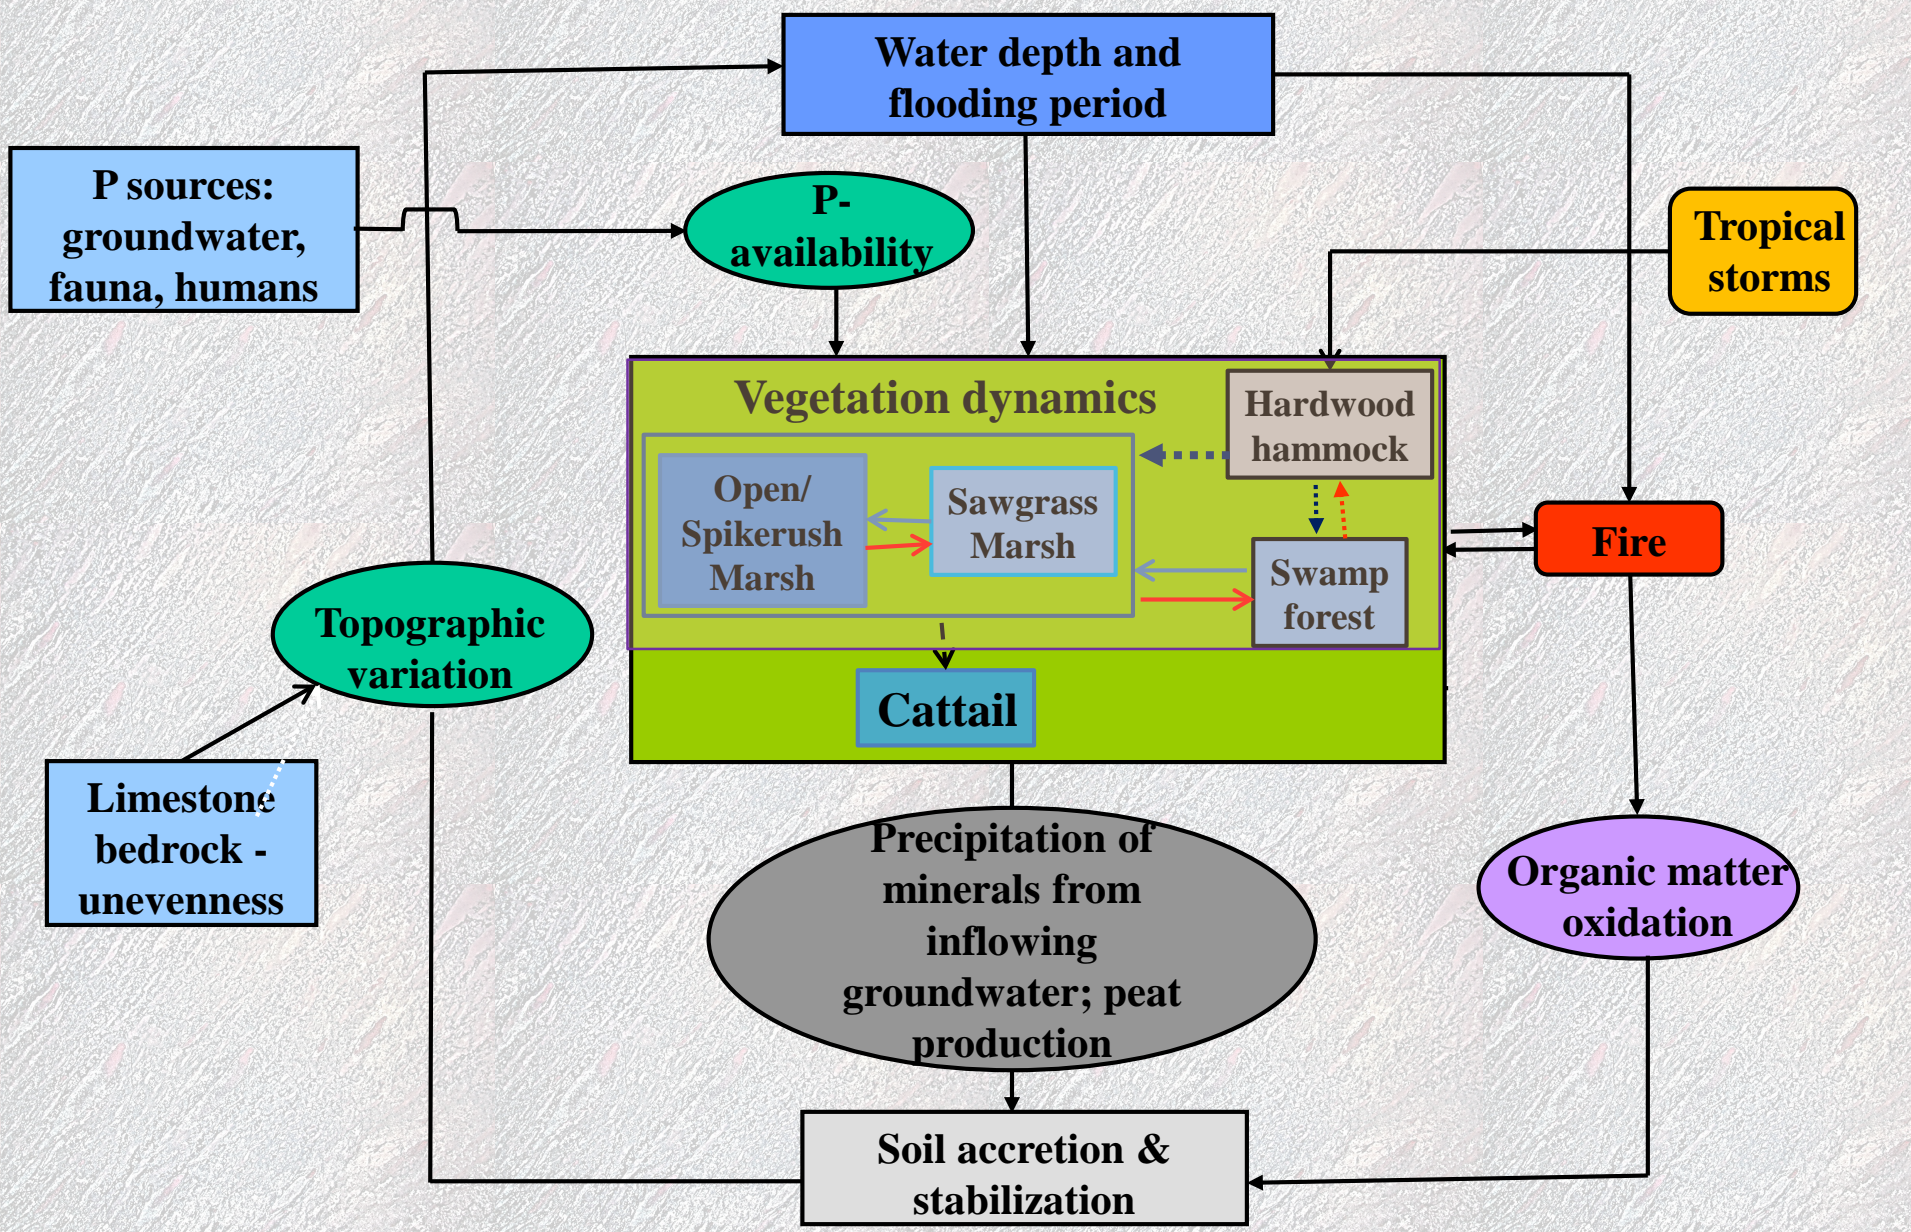 Water depth and
flooding period
P sources:
groundwater,
fauna, humans
P-
availability
Tropical
storms
Vegetation dynamics
Hardwood
hammock
Open/
Spikerush
Marsh
Sawgrass
Marsh
Swamp
forest
Fire
Topographic
variation
Cattail
Limestone
bedrock -
unevenness
Precipitation of
minerals from
inflowing
groundwater; peat
production
Organic matter
oxidation
Soil accretion &
stabilization